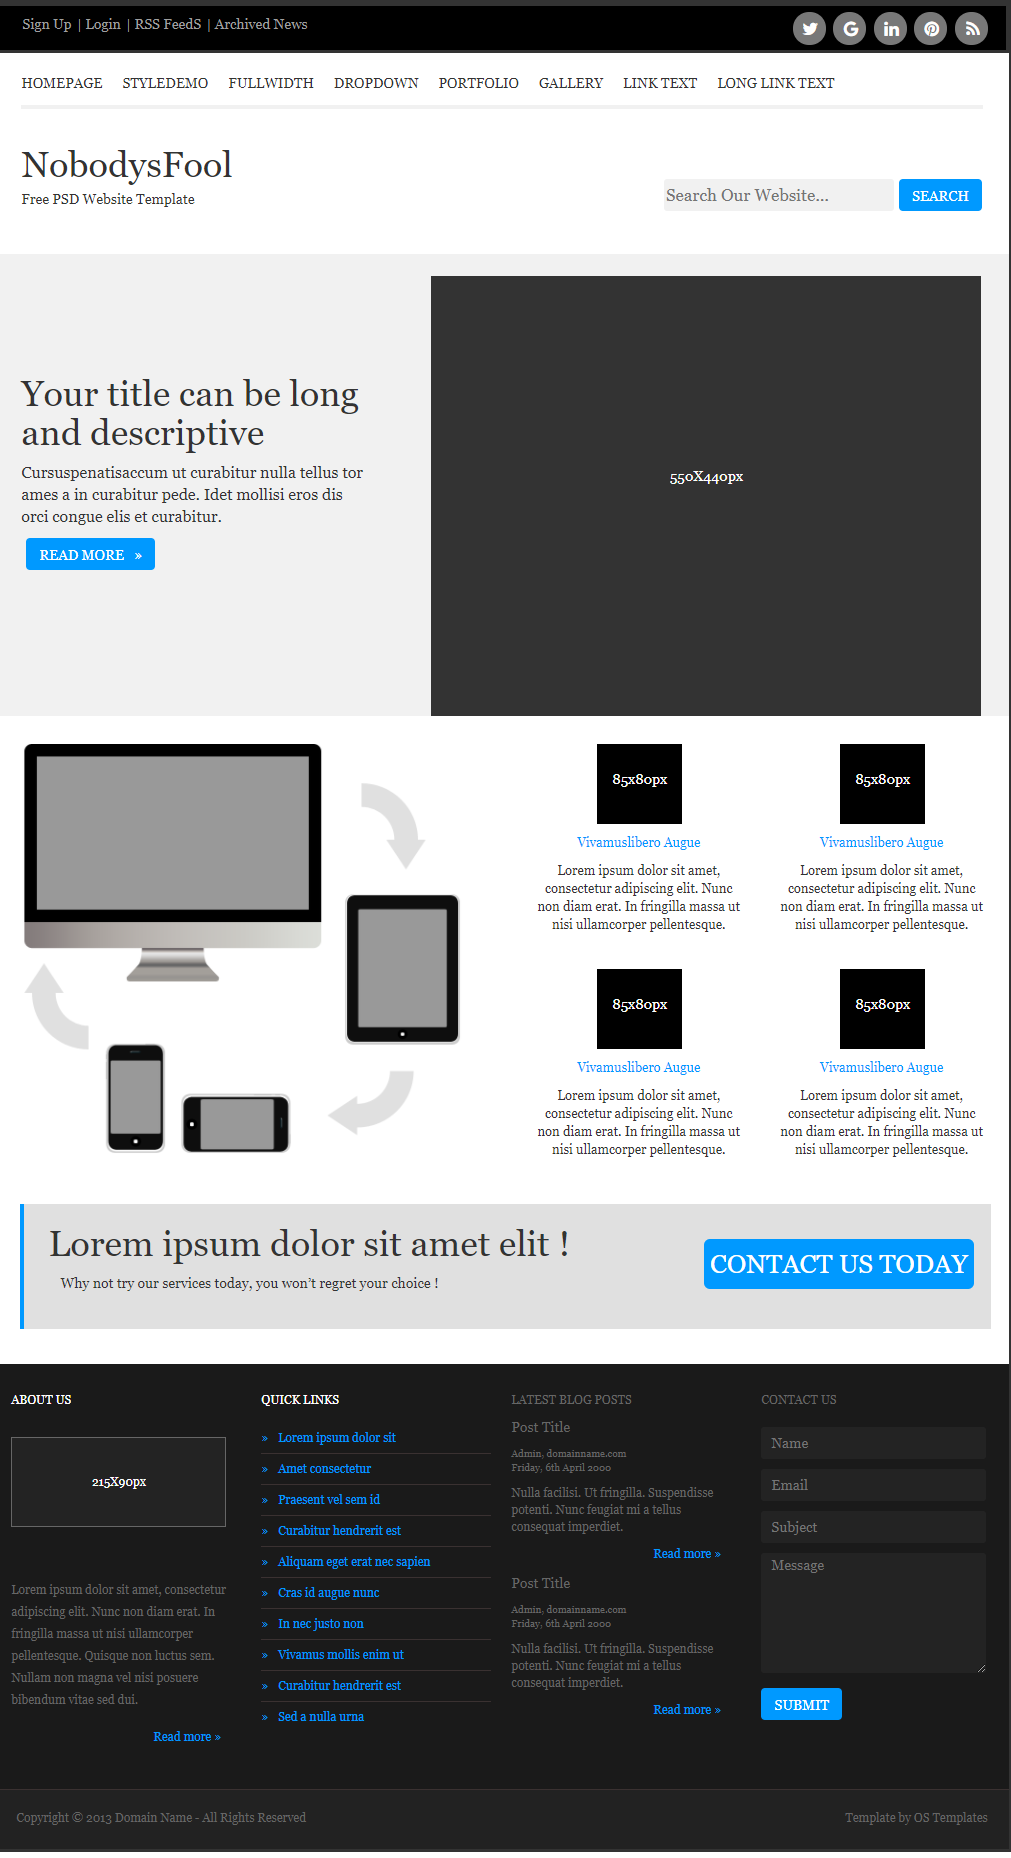 Sign Up | Login | RSS FeedS | Archived News
HOMEPAGE STYLEDEMO FULLWIDTH DROPDOWN PORTFOLIO GALLERY LINK TEXT LONG LINK TEXT
NobodysFool
Free PSD Website Template
Search Our Website...
SEARCH
Your title can be long
and descriptive
Cursuspenatisaccum ut curabitur nulla tellus tor
ames a in curabitur pede. Idet mollisi eros dis
orci congue elis et curabitur.
READ MORE »
550X440px
85x80px
Vivamuslibero Augue
Lorem ipsum dolor sit amet,
consectetur adipiscing elit. Nunc
non diam erat. In fringilla massa ut
nisi ullamcorper pellentesque.
85x80px
Vivamuslibero Augue
Lorem ipsum dolor sit amet,
consectetur adipiscing elit. Nunc
non diam erat. In fringilla massa ut
nisi ullamcorper pellentesque.
85x80px
Vivamuslibero Augue
Lorem ipsum dolor sit amet,
consectetur adipiscing elit. Nunc
non diam erat. In fringilla massa ut
nisi ullamcorper pellentesque.
85x80px
Vivamuslibero Augue
Lorem ipsum dolor sit amet,
consectetur adipiscing elit. Nunc
non diam erat. In fringilla massa ut
nisi ullamcorper pellentesque.
Lorem ipsum dolor sit amet elit !
Why not try our services today, you won't regret your choice !
CONTACT US TODAY
ABOUT US
215X90px
Lorem ipsum dolor sit amet, consectetur
adipiscing elit. Nunc non diam erat. In
fringilla massa ut nisi ullamcorper
pellentesque. Quisque non luctus sem.
Nullam non magna vel nisi posuere
bibendum vitae sed dui.
Read more »
QUICK LINKS
» Lorem ipsum dolor sit
» Amet consectetur
» Praesent vel sem id
» Curabitur hendrerit est
» Aliquam eget erat nec sapien
» Cras id augue nunc
» In nec justo non
» Vivamus mollis enim ut
» Curabitur hendrerit est
» Sed a nulla urna
LATEST BLOG POSTS
Post Title
Admin, domainname.com
Friday, 6th April 2000
Nulla facilisi. Ut fringilla. Suspendisse
potenti. Nunc feugiat mi a tellus
consequat imperdiet.
Read more »
Post Title
Admin, domainname.com
Friday, 6th April 2000
Nulla facilisi. Ut fringilla. Suspendisse
potenti. Nunc feugiat mi a tellus
consequat imperdiet.
Read more »
CONTACT US
Name
Email
Subject
Message
SUBMIT
Copyright © 2013 Domain Name - All Rights Reserved
Template by OS Templates